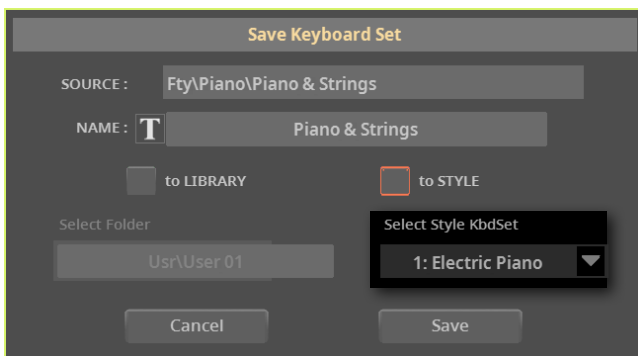 Save Keyboard Set
SOURCE : Fty\Piano\Piano & Strings
NAME : T Piano & Strings
to LIBRARY to STYLE
Select Folder Select Style KbdSet
Usr\User 01 1: Electric Piano
Cancel Save